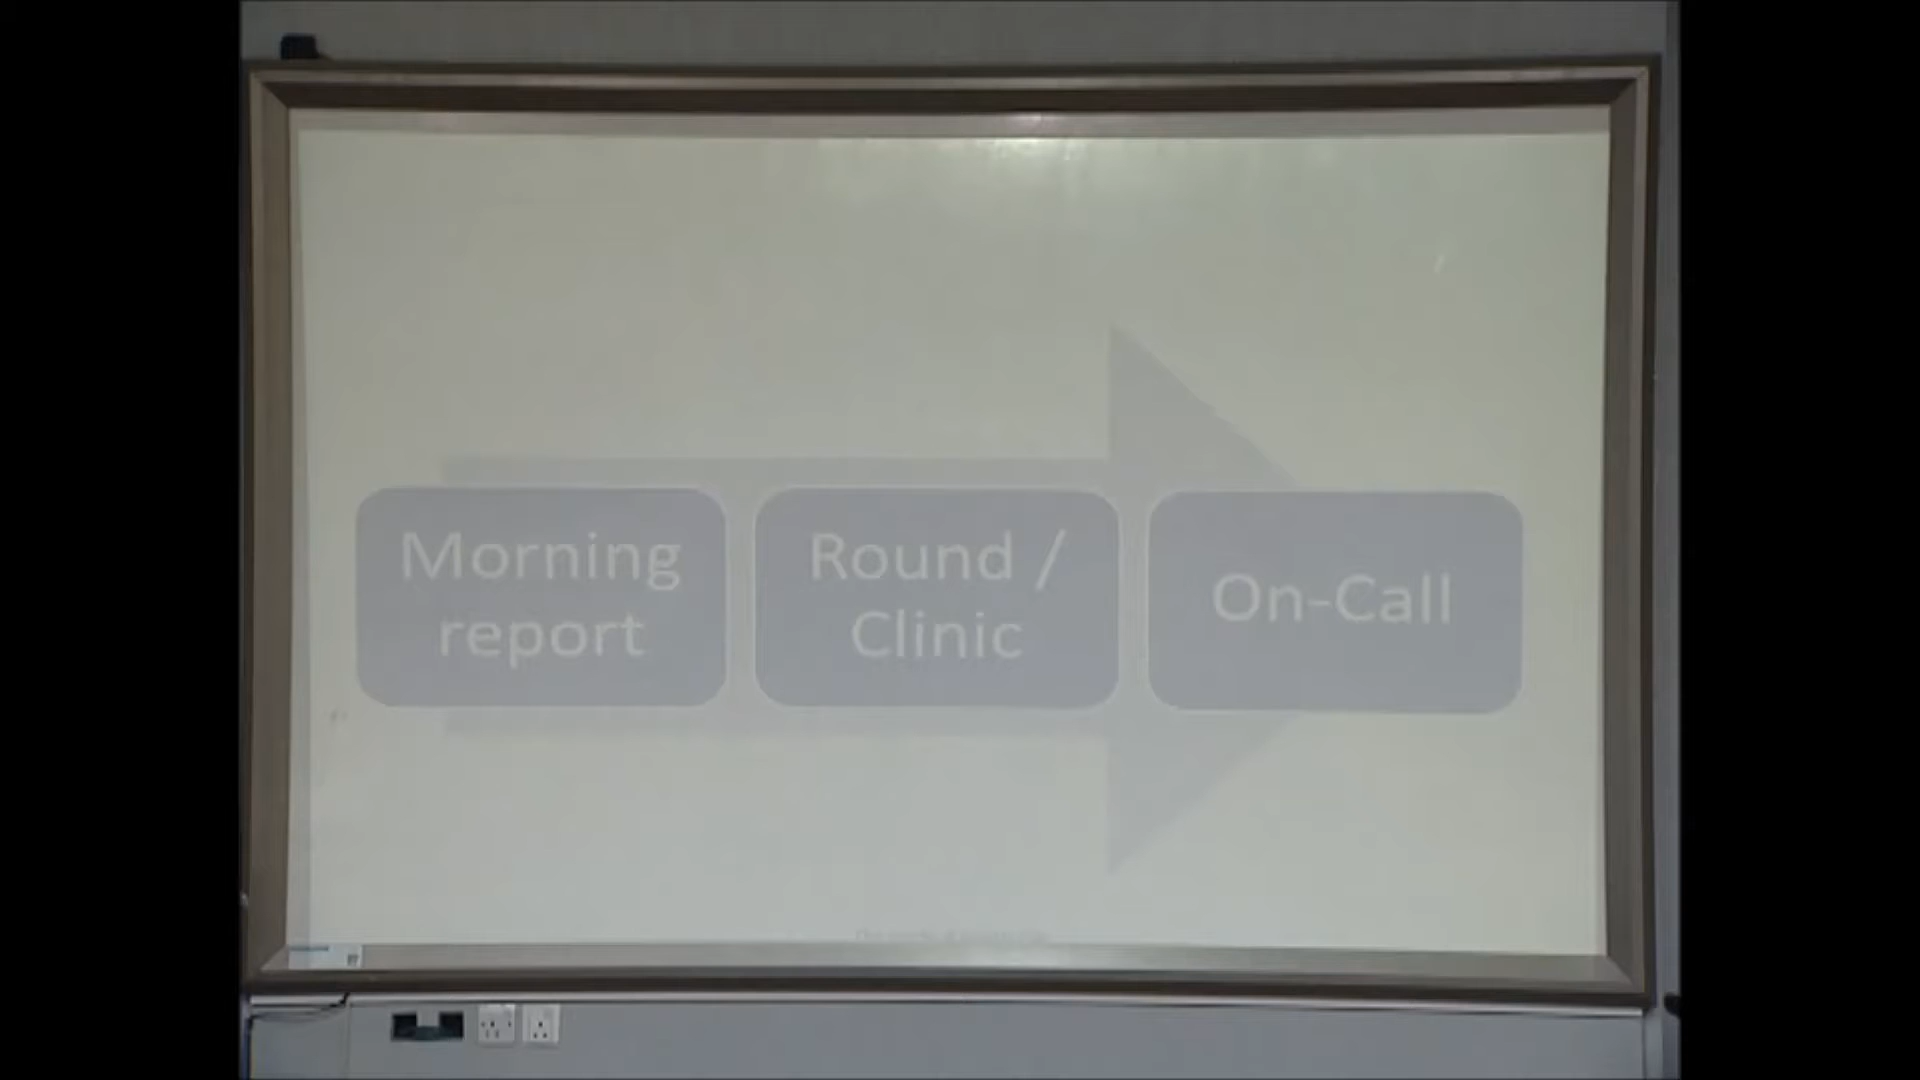 Morning
report
Round /
Clinic
On-Call